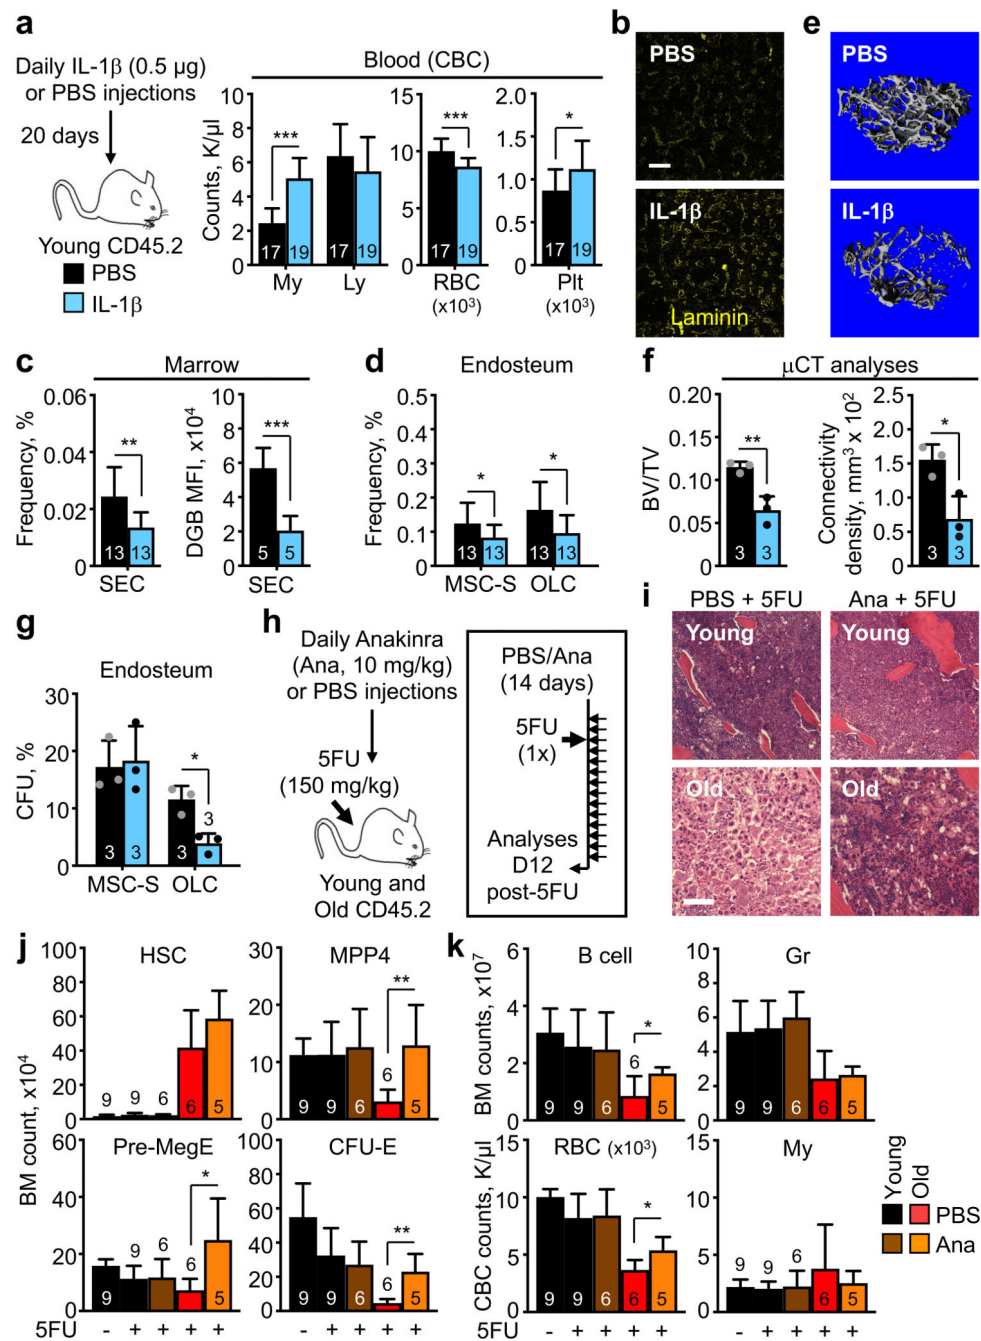 a
Daily IL-1β (0.5 µg)
or PBS injections
20 days
Young CD45.2
PBS
IL-1β
Blood (CBC)
Counts, K/µl
10
8
6
4
2
0
***
17
19
17
19
My
Ly
15
10
5
0
***
17
19
RBC
(x10³)
2.0
1.5
1.0
0.5
0
*
17
19
Plt
(x10³)
b
PBS
IL-1β
Laminin
e
PBS
IL-1β
c
Marrow
Frequency, %
0.06
0.04
0.02
0
**
13
13
SEC
DGB MFI, x10⁴
10
8
6
4
2
0
***
5
5
SEC
d
Endosteum
Frequency, %
0.5
0.4
0.3
0.2
0.1
0
*
*
13
13
13
13
MSC-S
OLC
f
µCT analyses
BV/TV
0.20
0.15
0.10
0.05
0
**
3
3
Connectivity
density, mm³ x 10²
2.5
2.0
1.5
1.0
0.5
0
*
3
3
g
Endosteum
CFU, %
30
20
10
0
*
3
3
3
3
MSC-S
OLC
h
Daily Anakinra
(Ana, 10 mg/kg)
or PBS injections
5FU
(150 mg/kg)
Young and
Old CD45.2
PBS/Ana
(14 days)
5FU
(1x)
Analyses
D12
post-5FU
i
PBS + 5FU
Ana + 5FU
Young
Young
Old
Old
j
BM count, x10⁴
HSC
100
80
60
40
20
0
9
9
6
6
5
MPP4
30
20
10
0
**
9
9
6
6
5
Pre-MegE
60
40
20
0
*
9
9
6
6
5
5FU
-
+
+
+
+
CFU-E
100
80
60
40
20
0
**
9
9
6
6
5
-
+
+
+
+
k
BM counts, x10⁷
B cell
6
4
2
0
*
9
9
6
6
5
Gr
10
8
6
4
2
0
9
9
6
6
5
CBC counts, K/µl
RBC (x10³)
15
10
5
0
*
9
9
6
6
5
5FU
-
+
+
+
+
My
15
10
5
0
9
9
6
6
5
-
+
+
+
+
Young
Old
PBS
Ana